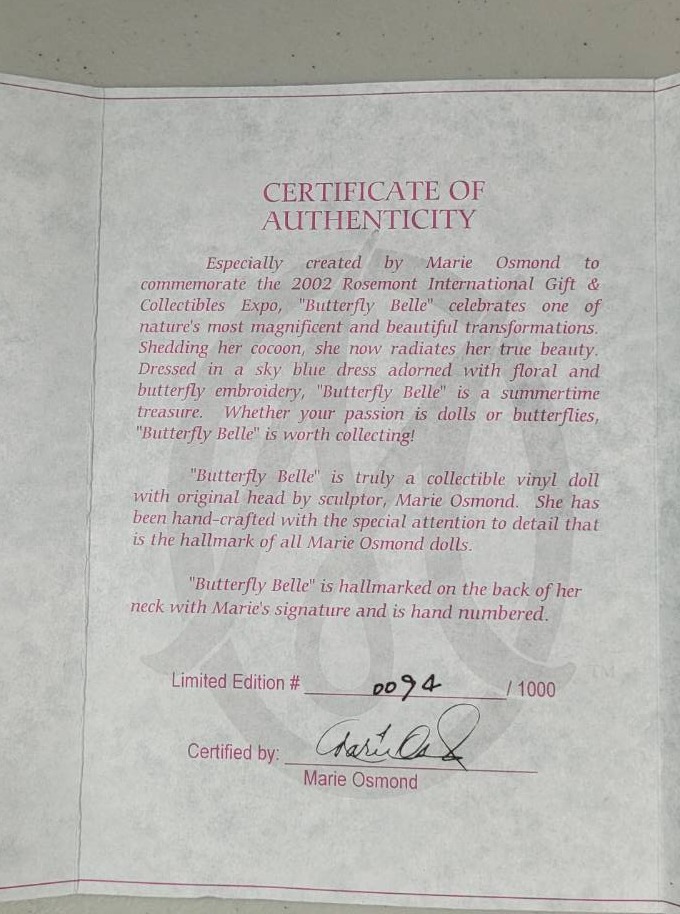 CERTIFICATE OF
AUTHENTICITY
Especially created by Marie Osmond to
commemorate the 2002 Rosemont International Gift &
Collectibles Expo, "Butterfly Belle" celebrates one of
nature's most magnificent and beautiful transformations.
Shedding her cocoon, she now radiates her true beauty.
Dressed in a sky blue dress adorned with floral and
butterfly embroidery, "Butterfly Belle" is a summertime
treasure. Whether your passion is dolls or butterflies,
"Butterfly Belle" is worth collecting!
"Butterfly Belle" is truly a collectible vinyl doll
with original head by sculptor, Marie Osmond. She has
been hand-crafted with the special attention to detail that
is the hallmark of all Marie Osmond dolls.
"Butterfly Belle" is hallmarked on the back of her
neck with Marie's signature and is hand numbered.
TM
Limited Edition # 0094 / 1000
Certified by: Marie Os
Marie Osmond